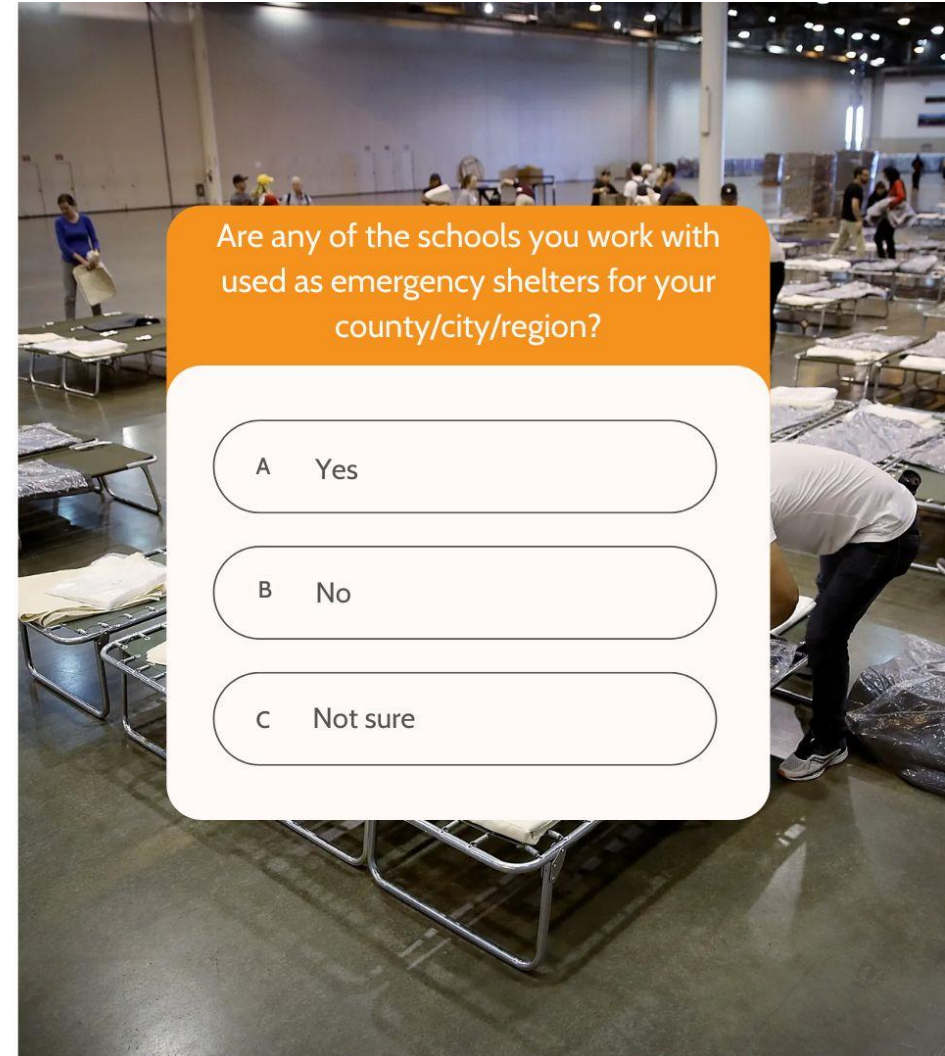 Are any of the schools you work with
used as emergency shelters for your
county/city/region?
A Yes
B No
C Not sure